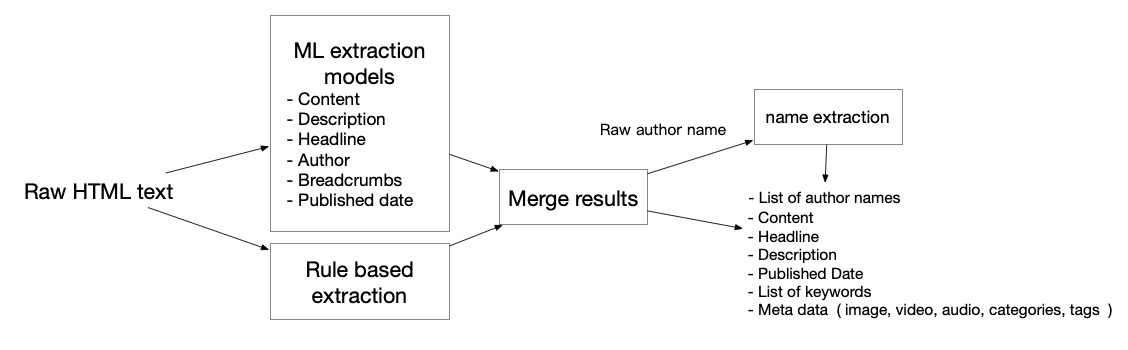 Raw HTML text
ML extraction
models
- Content
- Description
- Headline
- Author
- Breadcrumbs
- Published date
Rule based
extraction
Merge results
Raw author name
name extraction
- List of author names
- Content
- Headline
- Description
- Published Date
- List of keywords
- Meta data ( image, video, audio, categories, tags )